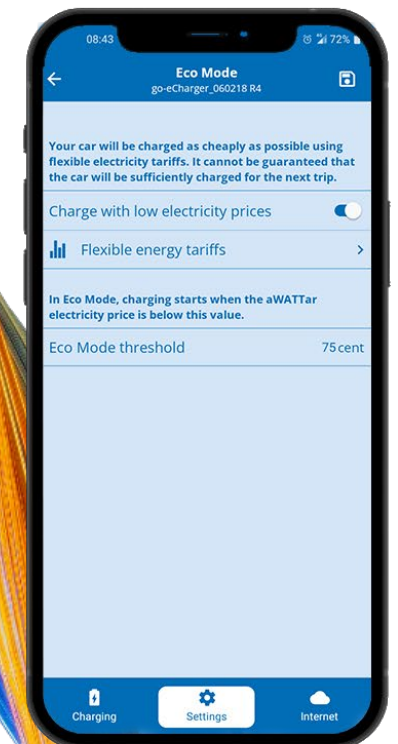 08:43
72%
Eco Mode
go-eCharger_060218 R4
Your car will be charged as cheaply as possible using
flexible electricity tariffs. It cannot be guaranteed that
the car will be sufficiently charged for the next trip.
Charge with low electricity prices
Flexible energy tariffs
In Eco Mode, charging starts when the aWATTar
electricity price is below this value.
Eco Mode threshold 75 cent
Charging Settings Internet